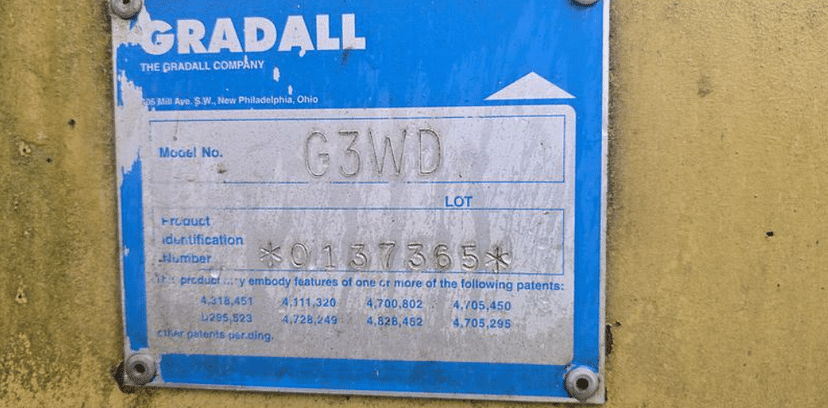 GRADALL
THE GRADALL COMPANY
Mill Ave. S.W., New Philadelphia, Ohio
Model No. G3WD
LOT
Product
Identification
Number *0137365*
product embody features of one or more of the following patents:
4,318,451 4,111,320 4,700,802 4,705,450
4,728,249 4,828,462 4,705,295
other patents pending.